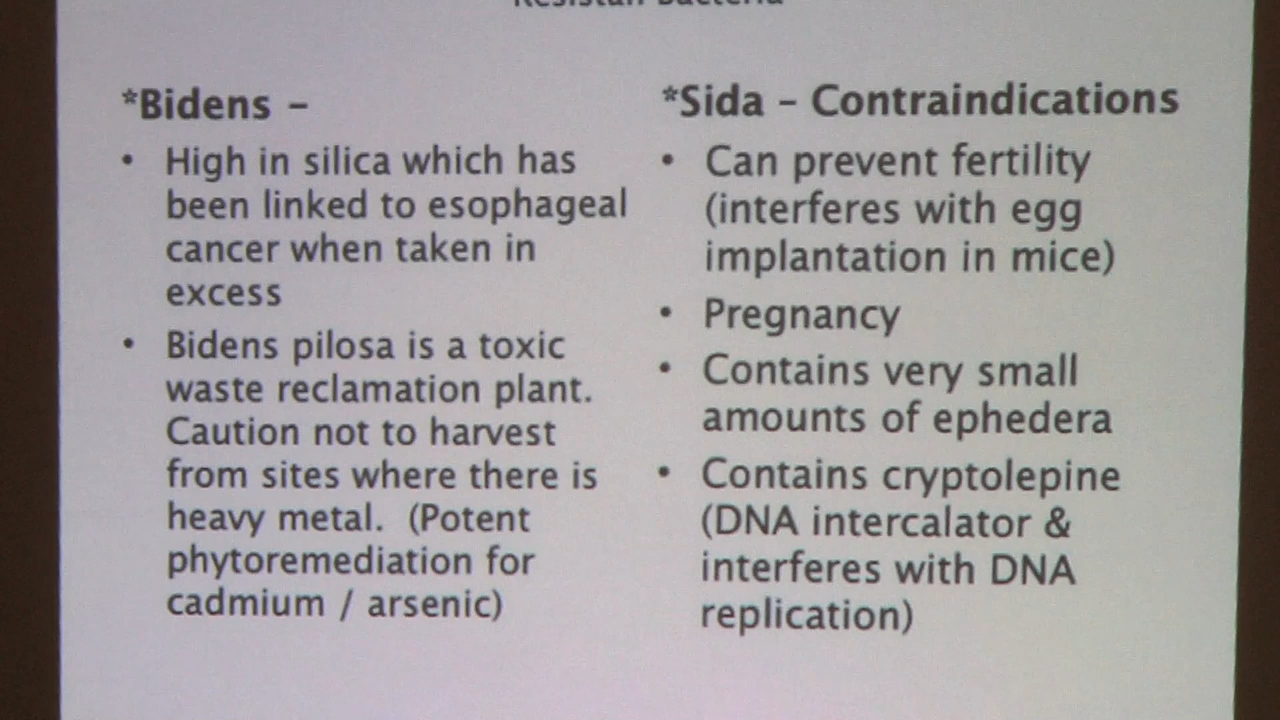 *Bidens –
• High in silica which has
been linked to esophageal
cancer when taken in
excess
• Bidens pilosa is a toxic
waste reclamation plant.
Caution not to harvest
from sites where there is
heavy metal. (Potent
phytoremediation for
cadmium / arsenic)
*Sida – Contraindications
• Can prevent fertility
(interferes with egg
implantation in mice)
• Pregnancy
• Contains very small
amounts of ephedera
• Contains cryptolepine
(DNA intercalator &
interferes with DNA
replication)